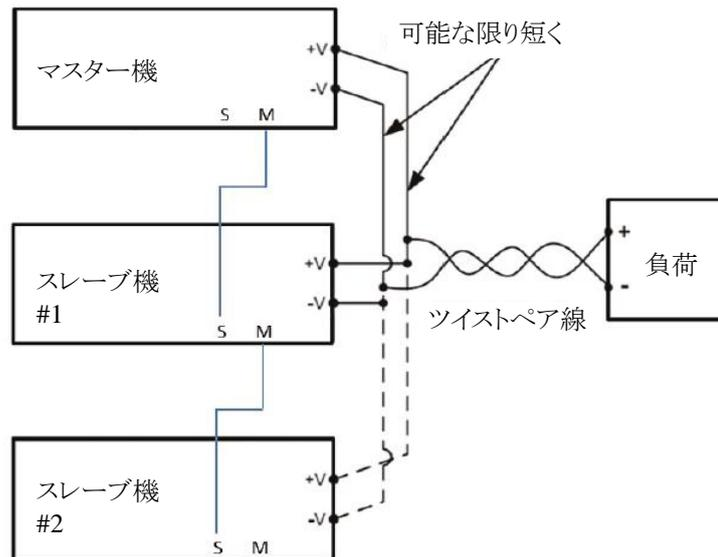 可能な限り短く
マスター機
+V
-V
S M
スレーブ機
#1
+V
-V
S M
+
-
負荷
ツイストペア線
スレーブ機
#2
+V
-V
S M